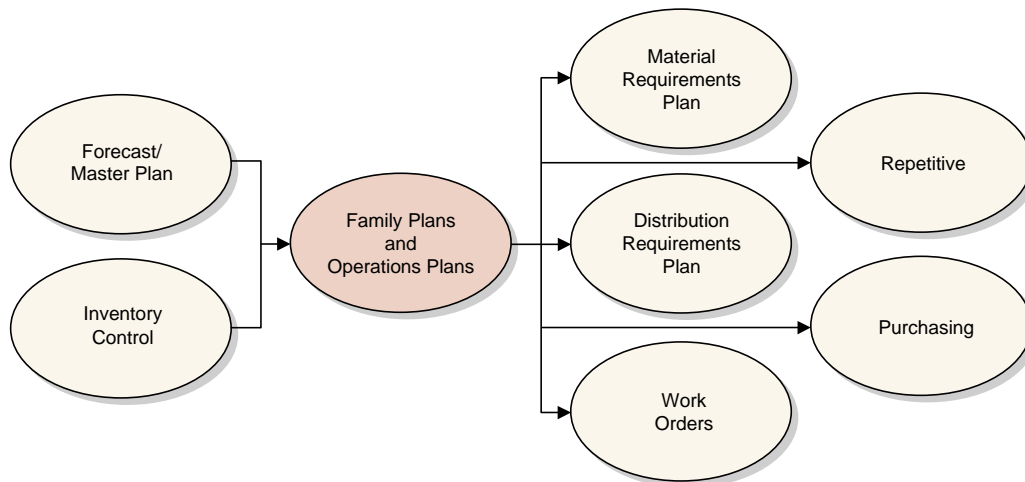 Forecast/
Master Plan
Inventory
Control
Family Plans
and
Operations Plans
Material
Requirements
Plan
Repetitive
Distribution
Requirements
Plan
Purchasing
Work
Orders